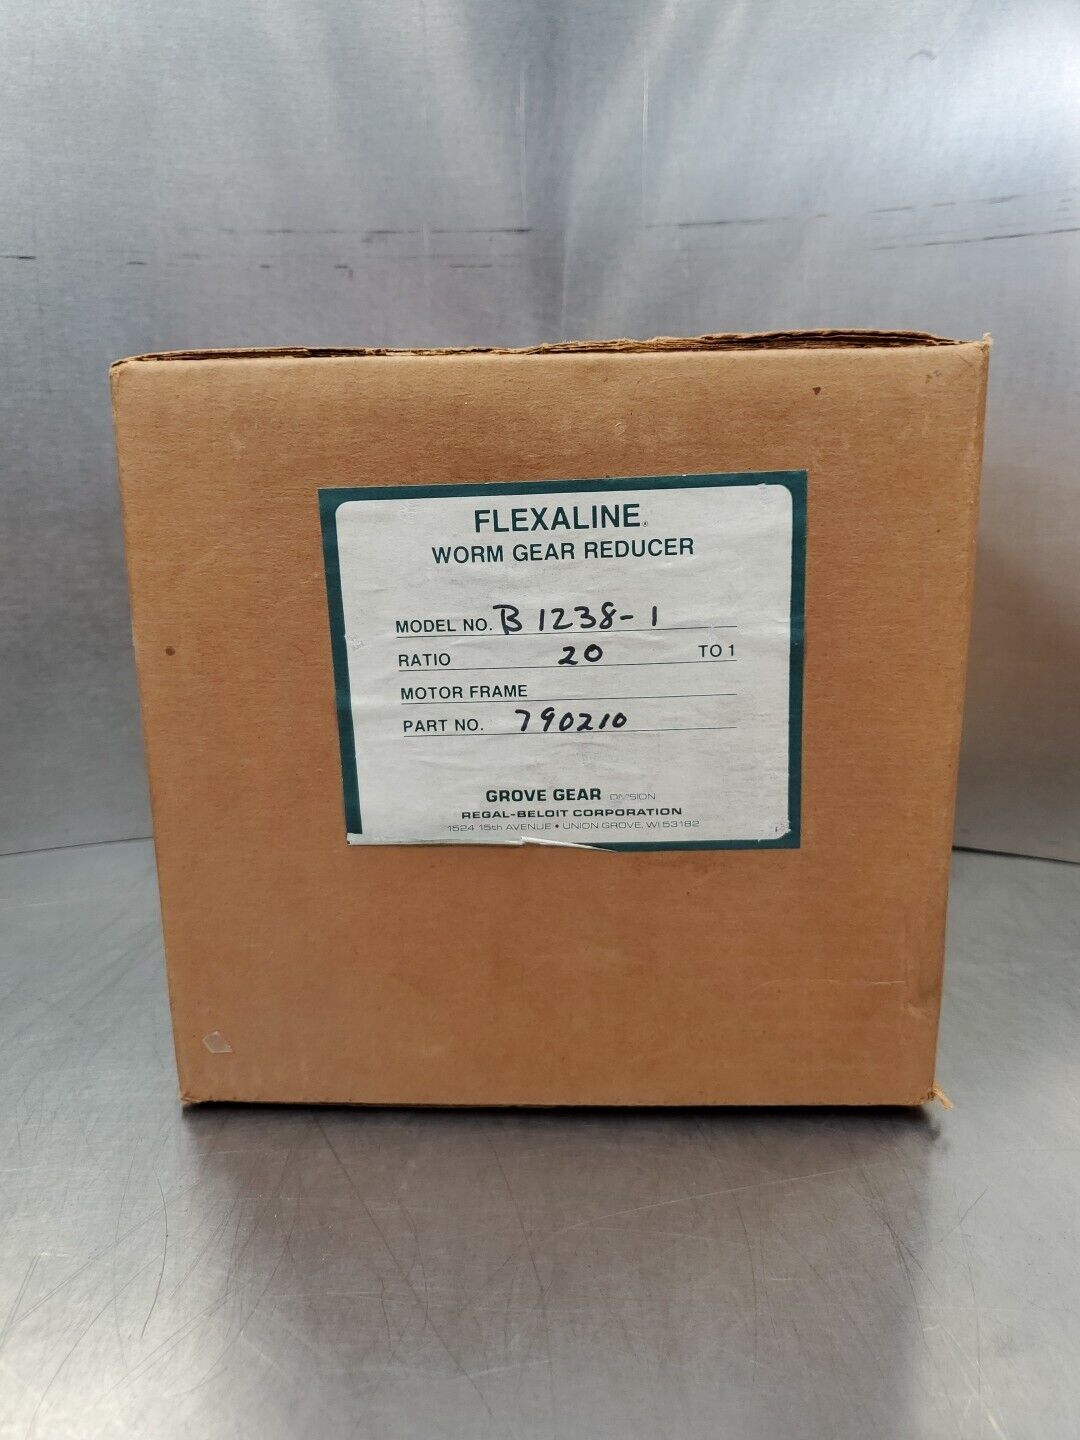 FLEXALINE®
WORM GEAR REDUCER
MODEL NO. B 1238-1
RATIO 20 TO 1
MOTOR FRAME
PART NO. 790210
GROVE GEAR DIVISION
REGAL-BELOIT CORPORATION
1524 15th AVENUE • UNION GROVE, WI 53182